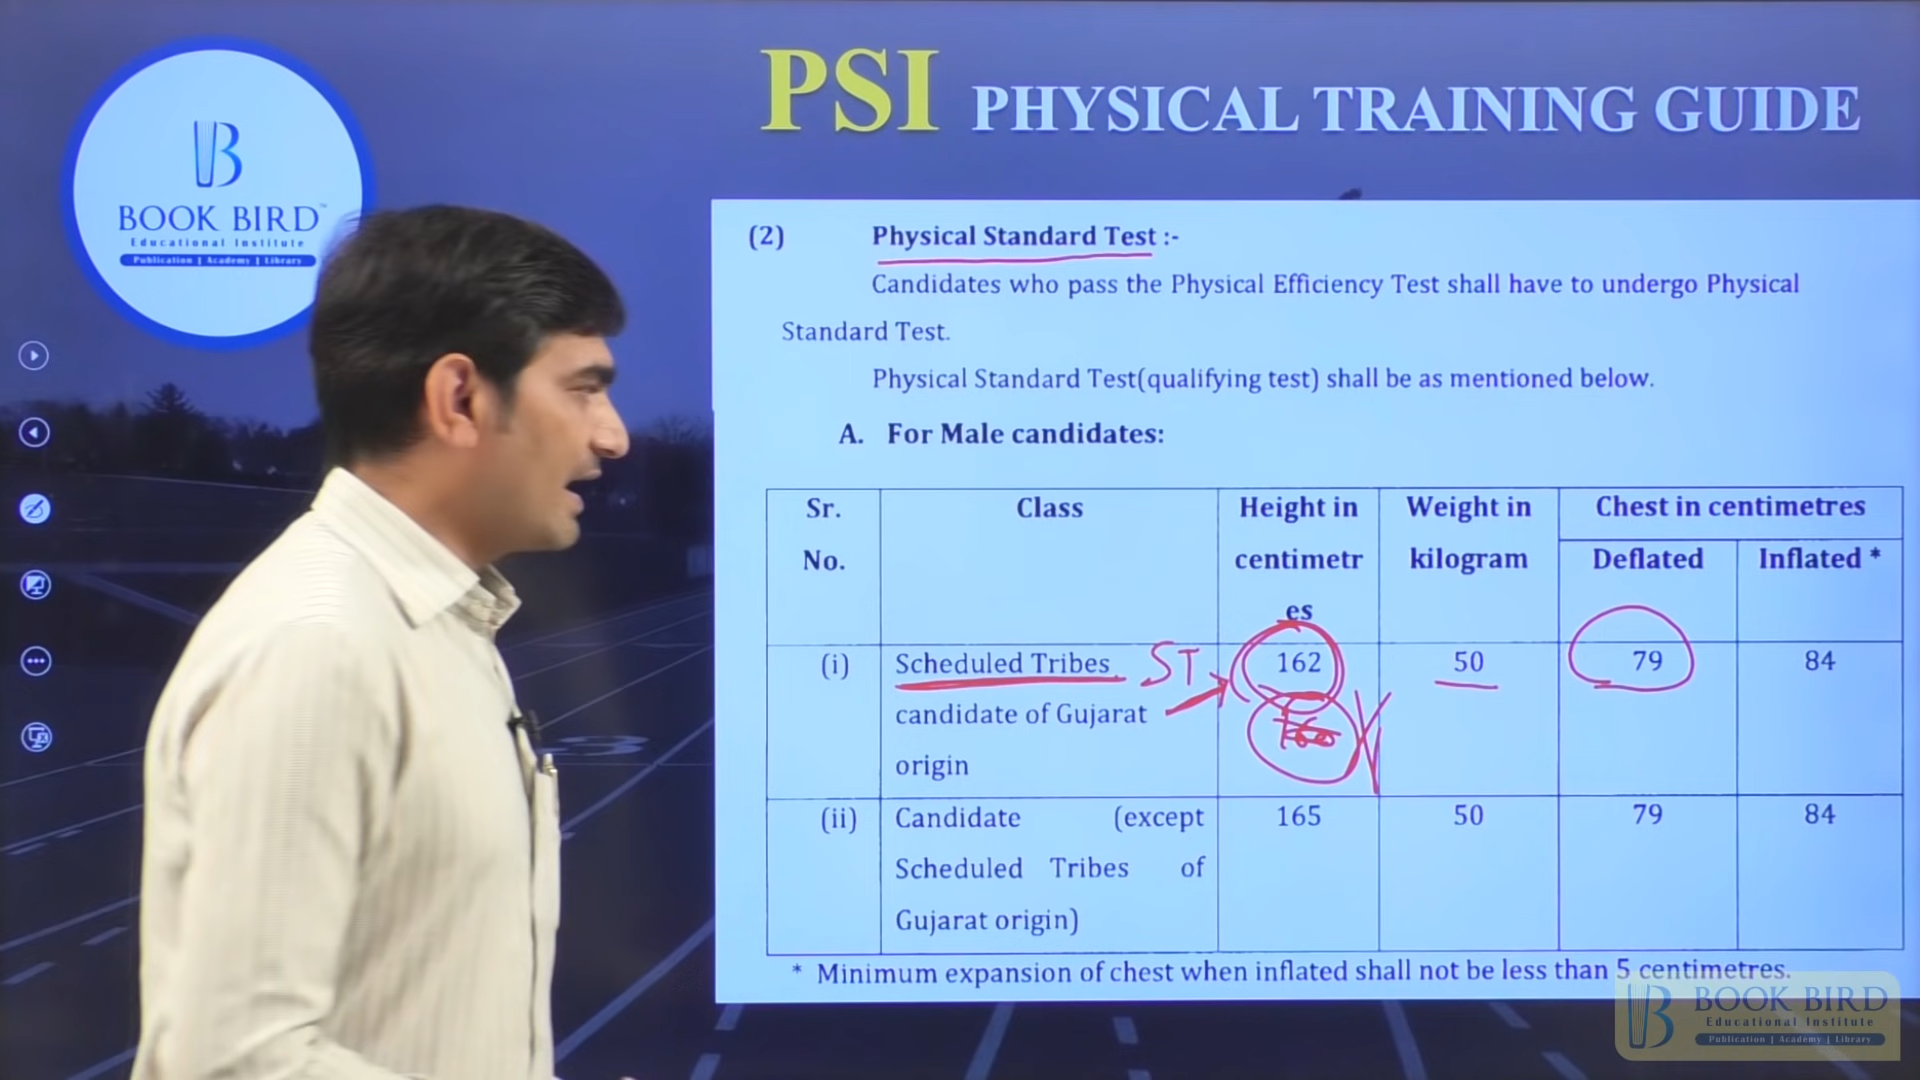 PSI PHYSICAL TRAINING GUIDE
BOOK BIRD™
Educational Institute
Publication | Academy | Library
(2) Physical Standard Test :-
Candidates who pass the Physical Efficiency Test shall have to undergo Physical
Standard Test.
Physical Standard Test(qualifying test) shall be as mentioned below.
A. For Male candidates:
Sr. Class Height in Weight in Chest in centimetres
No. centimetr kilogram Deflated Inflated *
es
(i) Scheduled Tribes ST 162 50 79 84
candidate of Gujarat
origin
(ii) Candidate (except 165 50 79 84
Scheduled Tribes of
Gujarat origin)
* Minimum expansion of chest when inflated shall not be less than 5 centimetres.
BOOK BIRD
Educational Institute
Publication | Academy | Library